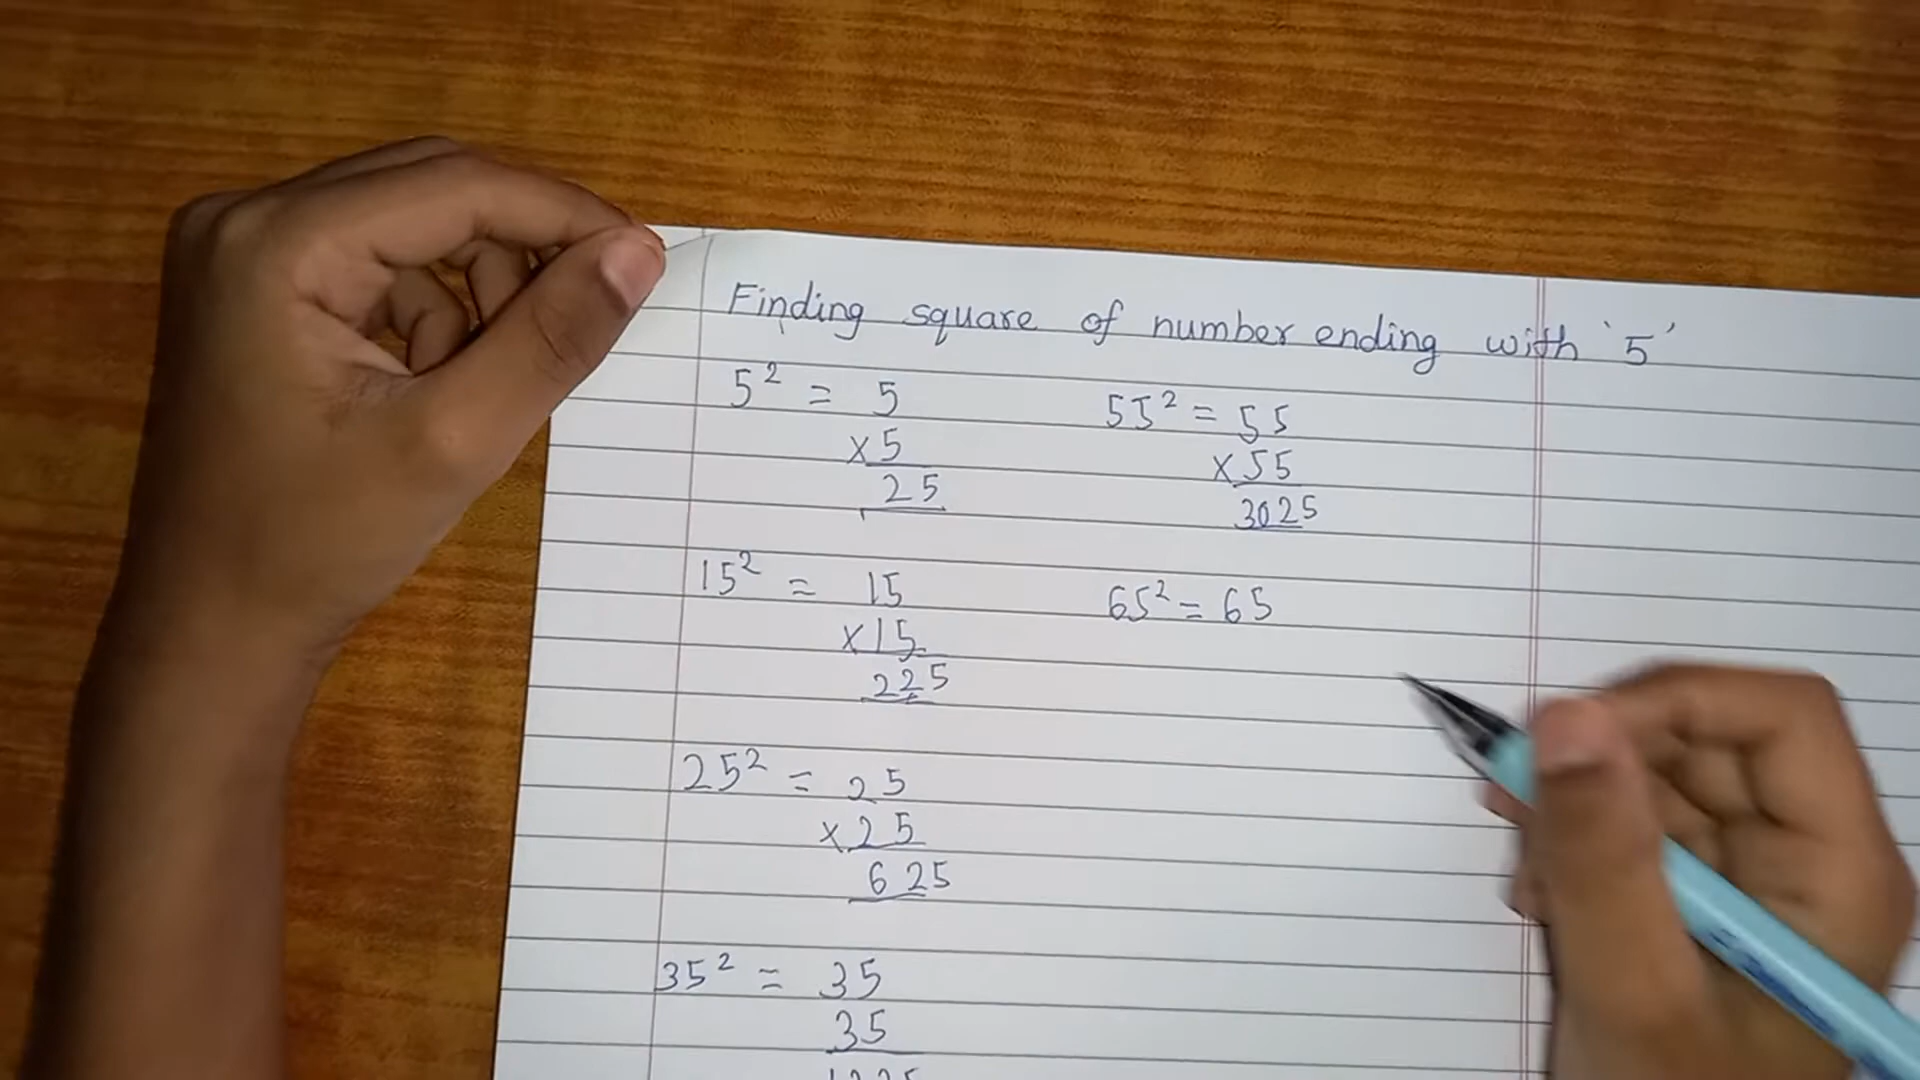 Finding square of number ending with '5'
5² = 5
×5
25
15² = 15
×15
225
25² = 25
×25
625
35² = 35
35
1225
55² = 55
×55
3025
65² = 65